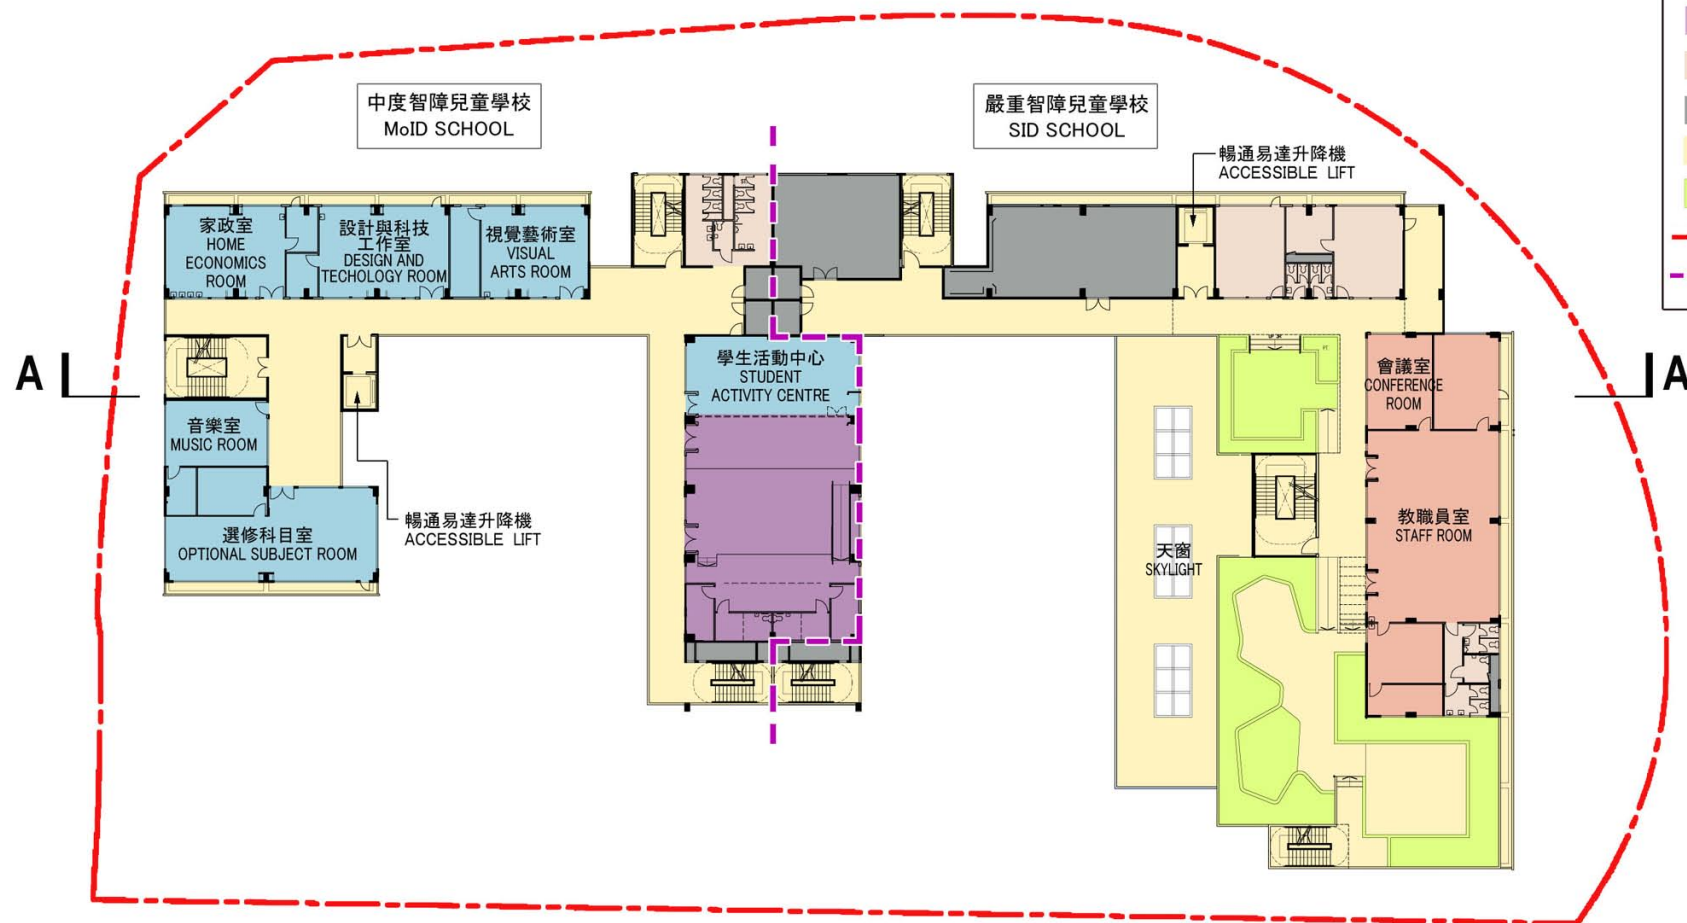 中度智障兒童學校
MoID SCHOOL
嚴重智障兒童學校
SID SCHOOL
暢通易達升降機
ACCESSIBLE LIFT
家政室
HOME
ECONOMICS
ROOM
設計與科技
工作室
DESIGN AND
TECHOLOGY ROOM
視覺藝術室
VISUAL
ARTS ROOM
A
學生活動中心
STUDENT
ACTIVITY CENTRE
會議室
CONFERENCE
ROOM
A
音樂室
MUSIC ROOM
選修科目室
OPTIONAL SUBJECT ROOM
暢通易達升降機
ACCESSIBLE LIFT
天窗
SKYLIGHT
教職員室
STAFF ROOM